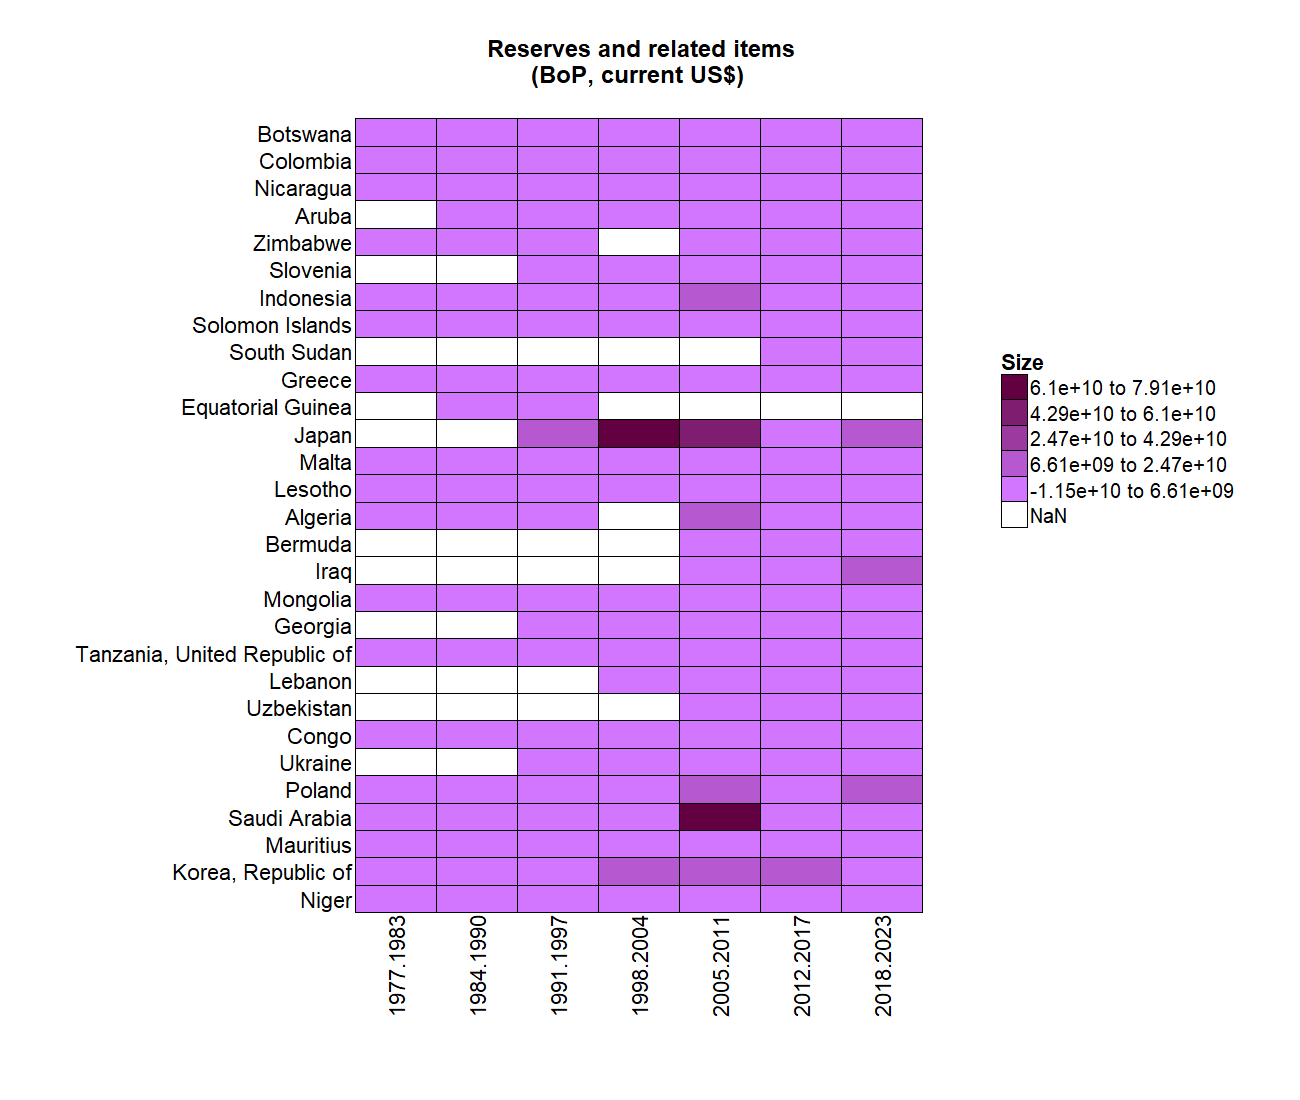 Reserves and related items
(BoP, current US$)
Botswana
Colombia
Nicaragua
Aruba
Zimbabwe
Slovenia
Indonesia
Solomon Islands
South Sudan
Greece
Equatorial Guinea
Japan
Malta
Lesotho
Algeria
Bermuda
Iraq
Mongolia
Georgia
Tanzania, United Republic of
Lebanon
Uzbekistan
Congo
Ukraine
Poland
Saudi Arabia
Mauritius
Korea, Republic of
Niger
1977.1983
1984.1990
1991.1997
1998.2004
2005.2011
2012.2017
2018.2023
Size
6.1e+10 to 7.91e+10
4.29e+10 to 6.1e+10
2.47e+10 to 4.29e+10
6.61e+09 to 2.47e+10
-1.15e+10 to 6.61e+09
NaN